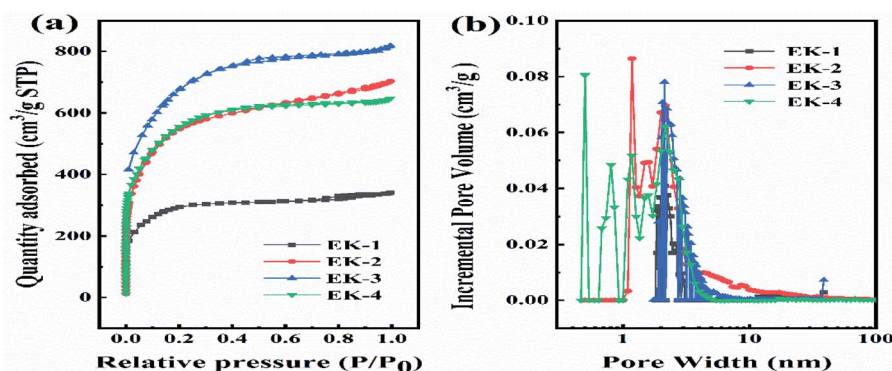 (a)
800
600
400
200
0
Quantity adsorbed (cm³/g STP)
EK-1
EK-2
EK-3
EK-4
0.0 0.2 0.4 0.6 0.8 1.0
Relative pressure (P/P₀)
(b)
0.10
0.08
0.06
0.04
0.02
0.00
Incremental Pore Volume (cm³/g )
EK-1
EK-2
EK-3
EK-4
1 10 100
Pore Width (nm)